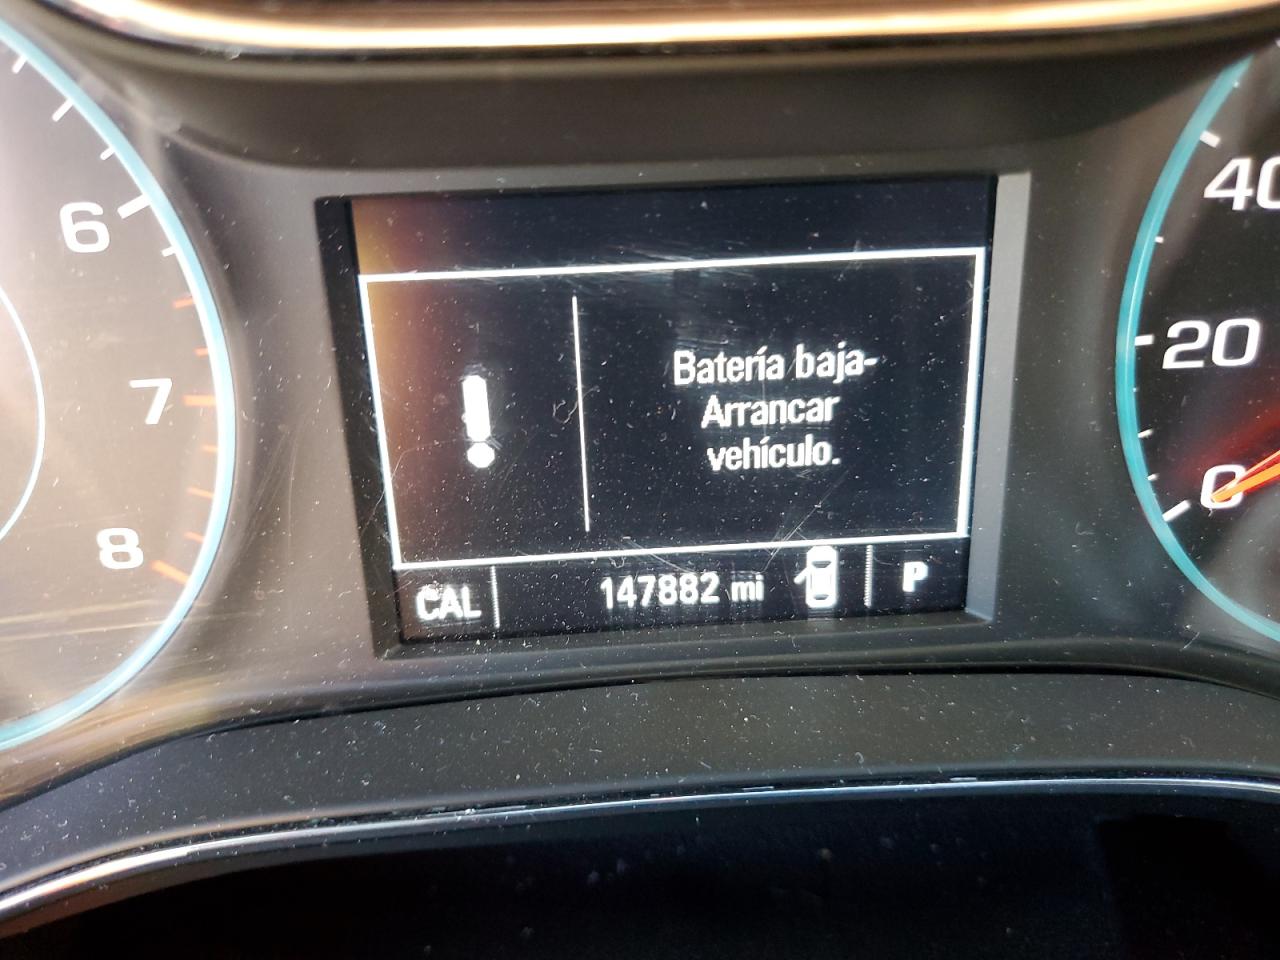 6
7
8
Batería baja-
Arrancar
vehículo.
CAL
147882 mi
P
40
20
0